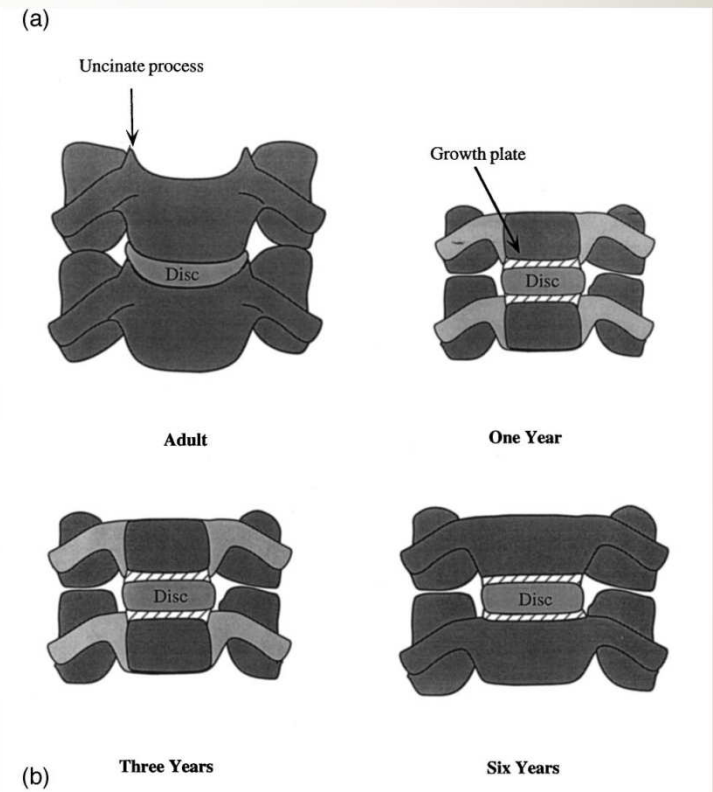 (a)
Uncinate process
Growth plate
Disc
Disc
Adult
One Year
Disc
Disc
Three Years
Six Years
(b)